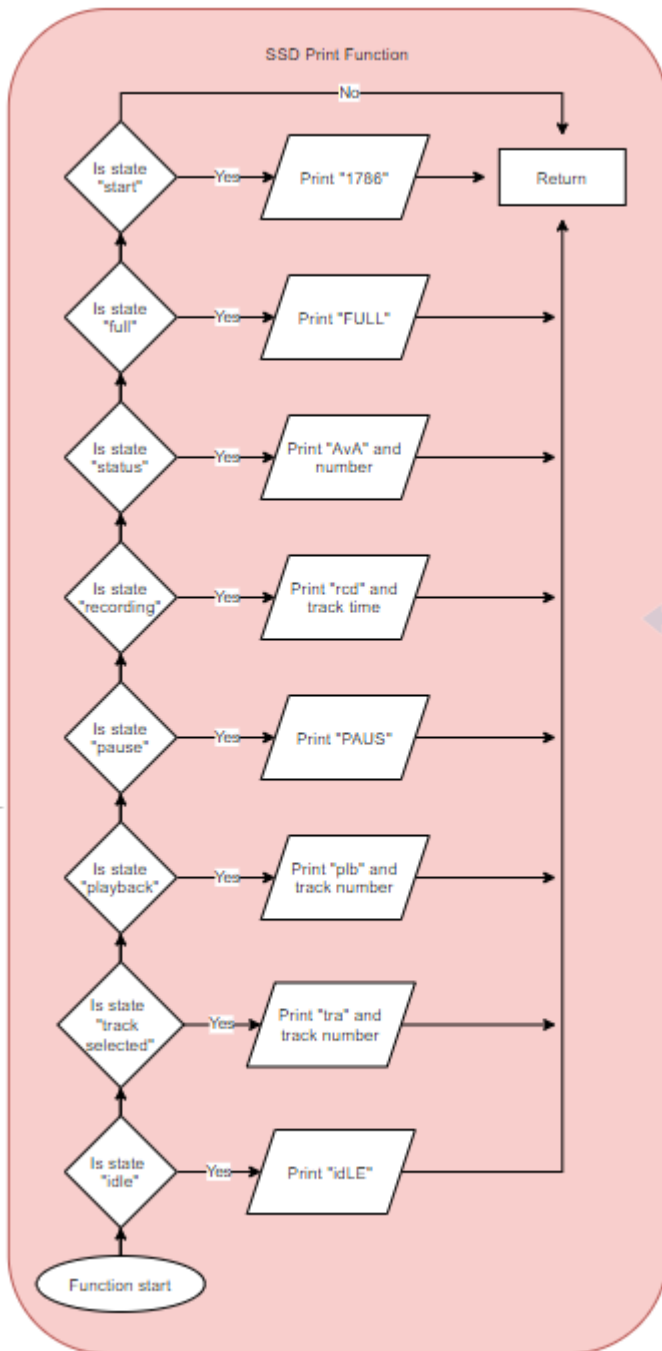 SSD Print Function
No
Is state
"start"
Yes
Print "1786"
Return
Is state
"full"
Yes
Print "FULL"
Is state
"status"
Yes
Print "AvA" and
number
Is state
"recording"
Yes
Print "rcd" and
track time
Is state
"pause"
Yes
Print "PAUS"
Is state
"playback"
Yes
Print "plb" and
track number
Is state
"track
selected"
Yes
Print "tra" and
track number
Is state
"idle"
Yes
Print "idLE"
Function start